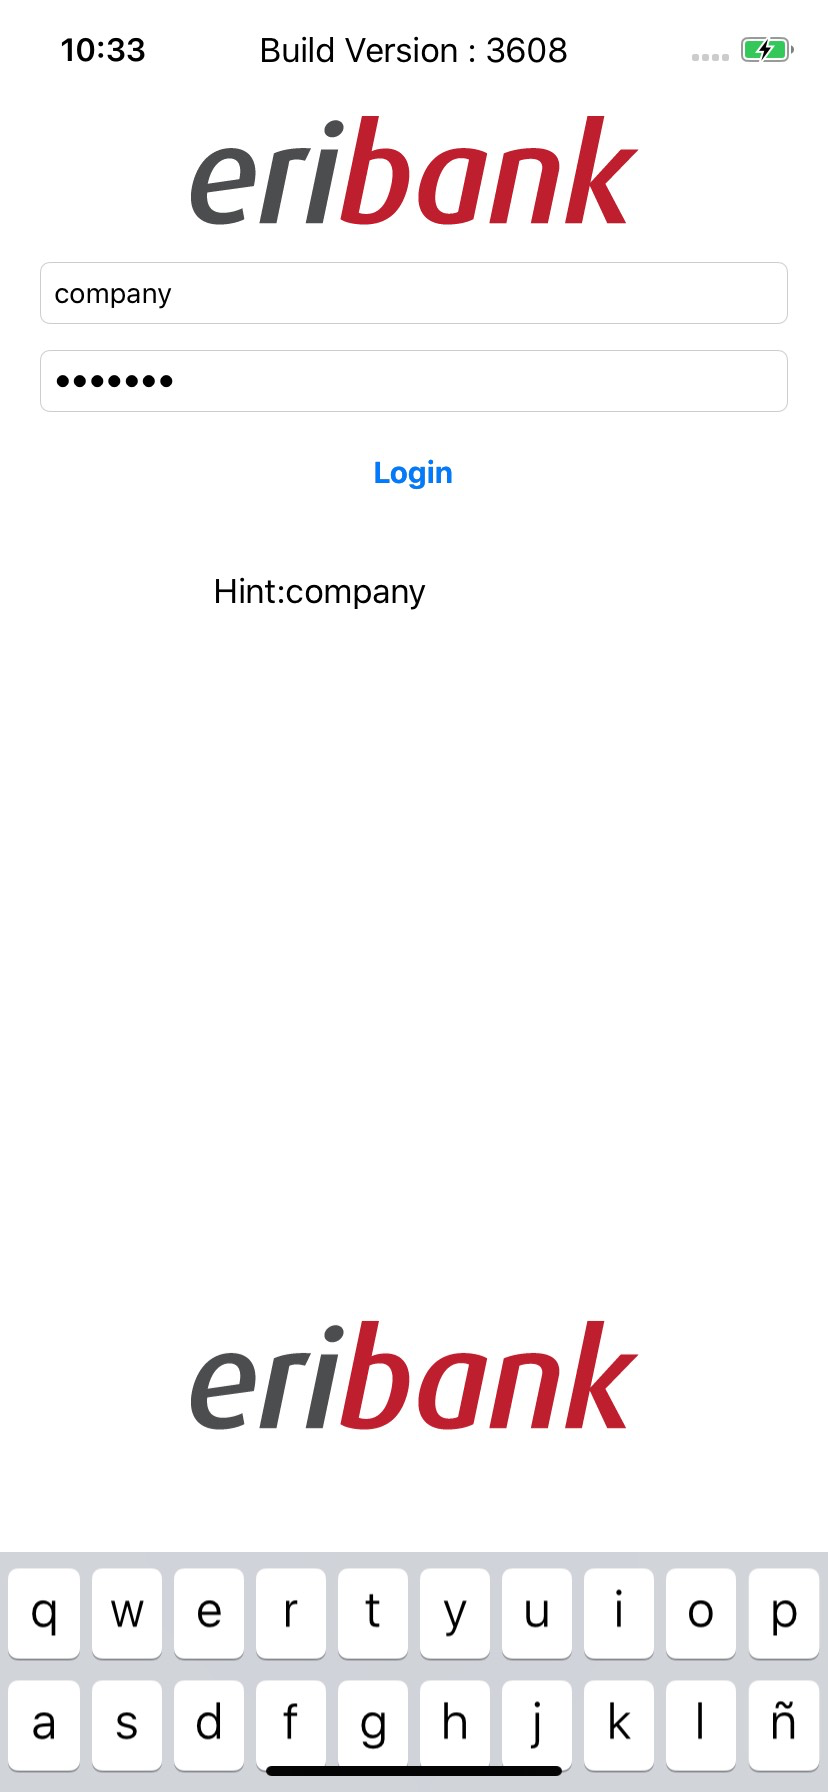 10:33
Build Version : 3608
eribank
company
•••••••
Login
Hint:company
eribank
q w e r t y u i o p
a s d f g h j k l ñ